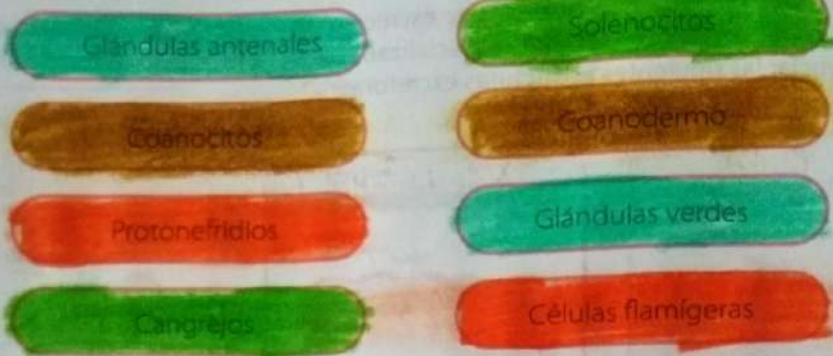 Glándulas antenales
Solenocitos
Coanocitos
Coanodermo
Protonefridios
Glándulas verdes
Cangrejos
Células flamígeras